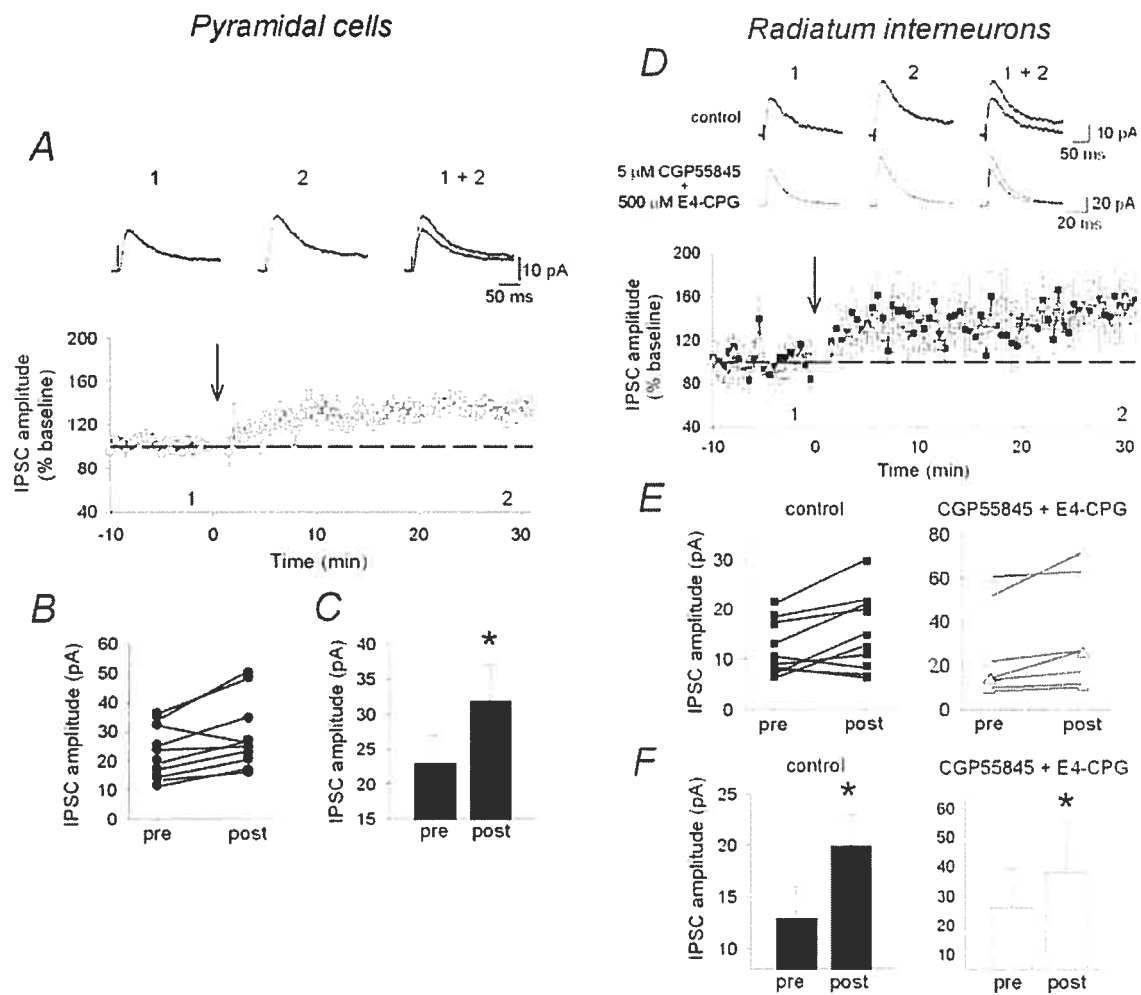 Pyramidal cells
A
1 2 1 + 2
10 pA
50 ms
IPSC amplitude
(% baseline)
200
160
120
80
40
1 2
-10 0 10 20 30
Time (min)
B
IPSC amplitude (pA)
60
50
40
30
20
10
0
pre post
C
IPSC amplitude (pA)
40
35
30
25
20
15
*
pre post
Radiatum interneurons
D
1 2 1 + 2
control
10 pA
50 ms
5 µM CGP55845
+
500 µM E4-CPG
20 pA
20 ms
IPSC amplitude
(% baseline)
200
160
120
80
40
1 2
-10 0 10 20 30
Time (min)
E
control
IPSC amplitude (pA)
30
20
10
0
pre post
CGP55845 + E4-CPG
80
60
40
20
0
pre post
F
control
IPSC amplitude (pA)
25
20
15
10
*
pre post
CGP55845 + E4-CPG
60
50
40
30
20
10
*
pre post